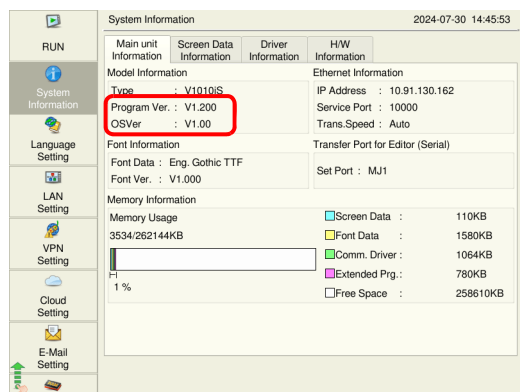 System Information 2024-07-30 14:45:53
RUN
System
Information
Language
Setting
LAN
Setting
VPN
Setting
Cloud
Setting
E-Mail
Setting
Main unit
Information
Screen Data
Information
Driver
Information
H/W
Information
Model Information
Type : V1010iS
Program Ver. : V1.200
OSVer : V1.00
Ethernet Information
IP Address : 10.91.130.162
Service Port : 10000
Trans.Speed : Auto
Font Information
Font Data : Eng. Gothic TTF
Font Ver. : V1.000
Transfer Port for Editor (Serial)
Set Port : MJ1
Memory Information
Memory Usage
3534/262144KB
1 %
Screen Data : 110KB
Font Data : 1580KB
Comm. Driver : 1064KB
Extended Prg.: 780KB
Free Space : 258610KB